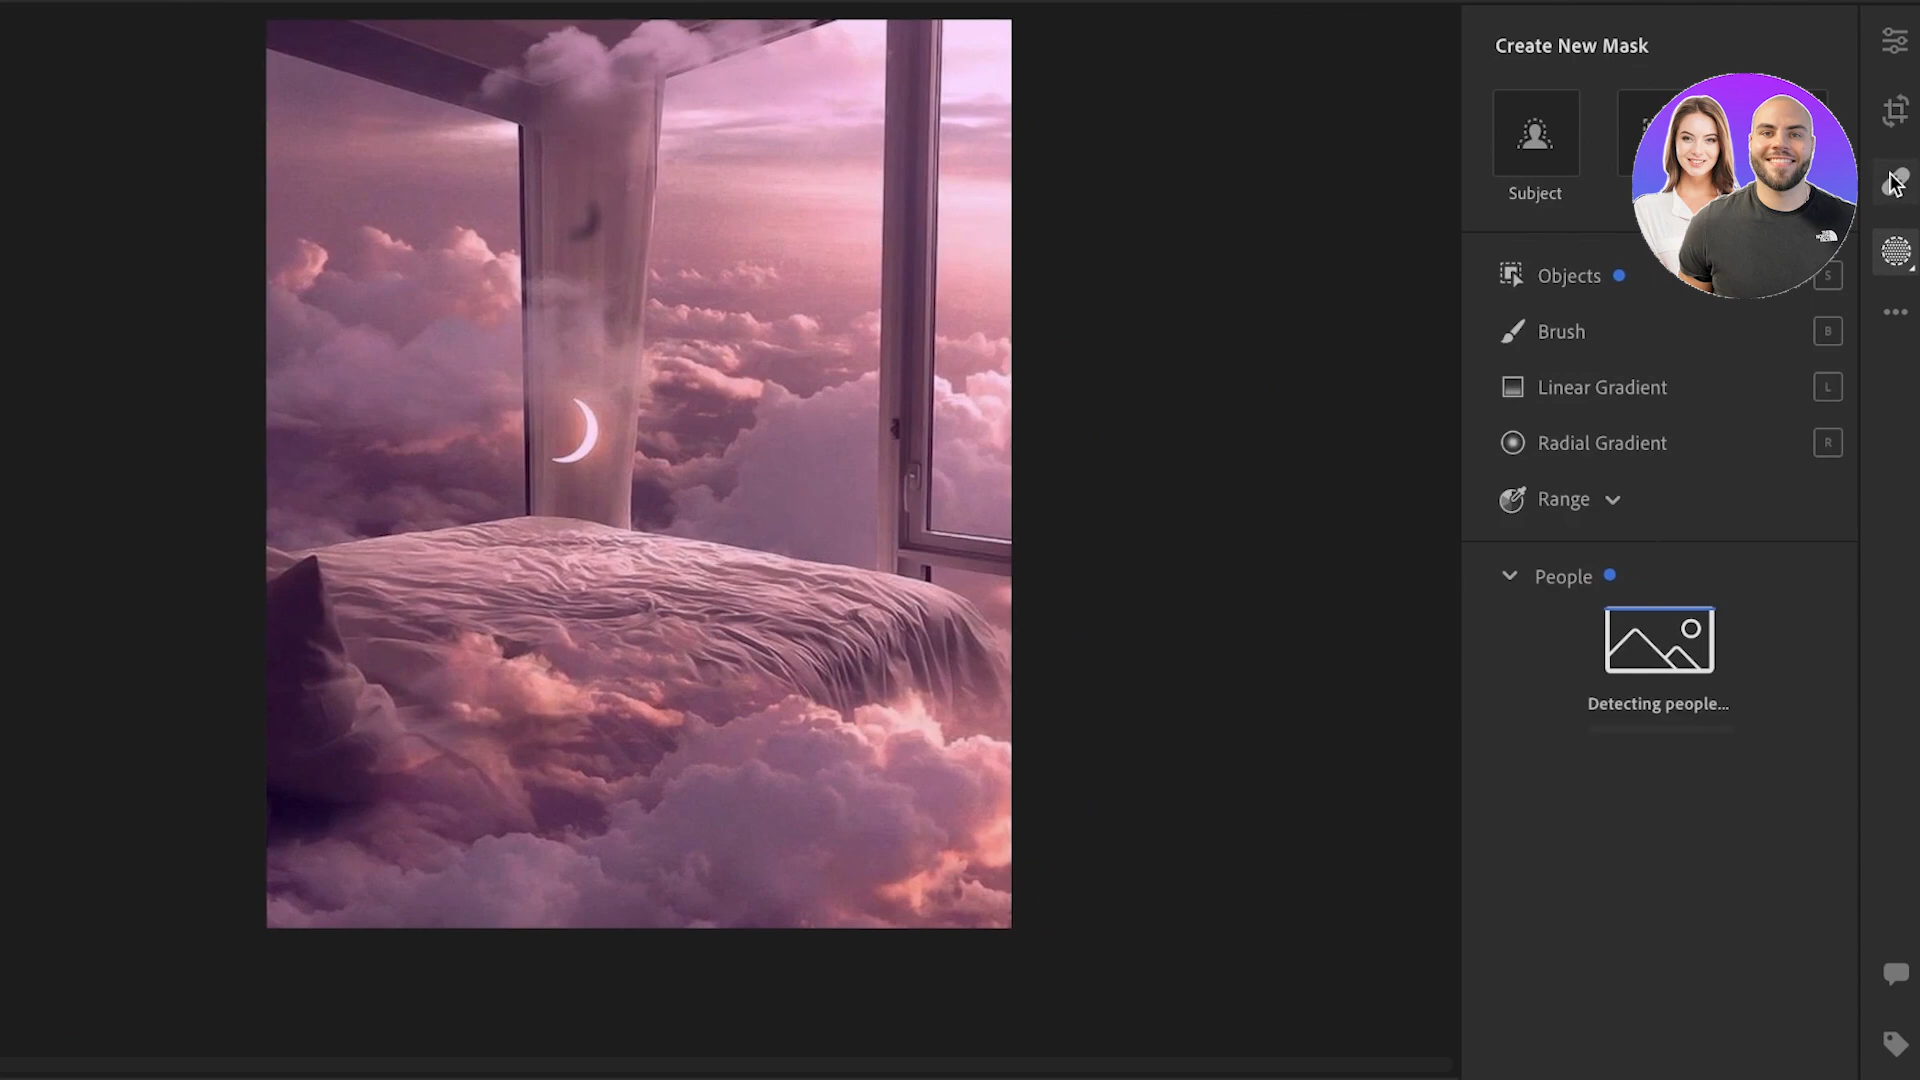 Create New Mask
Subject
Objects
S
Brush
B
Linear Gradient
L
Radial Gradient
R
Range
People
Detecting people...